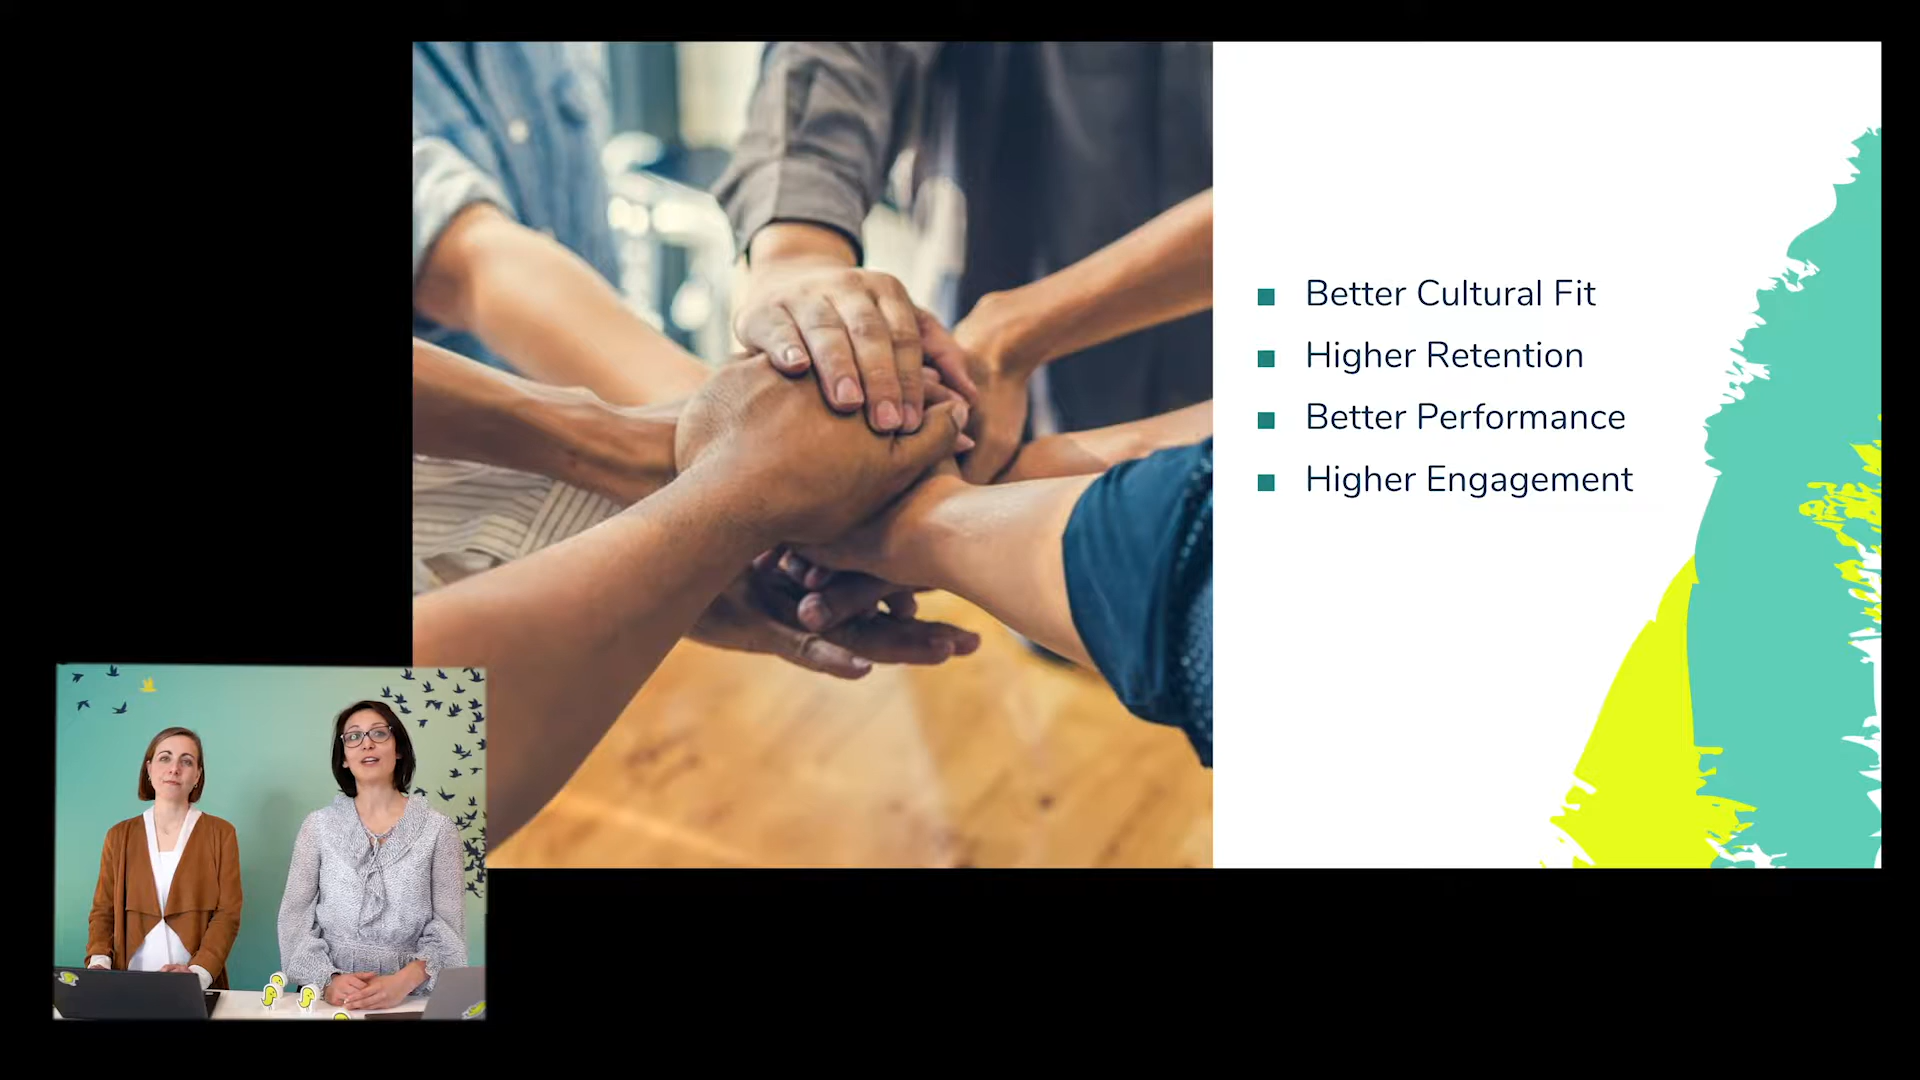 Better Cultural Fit
Higher Retention
Better Performance
Higher Engagement